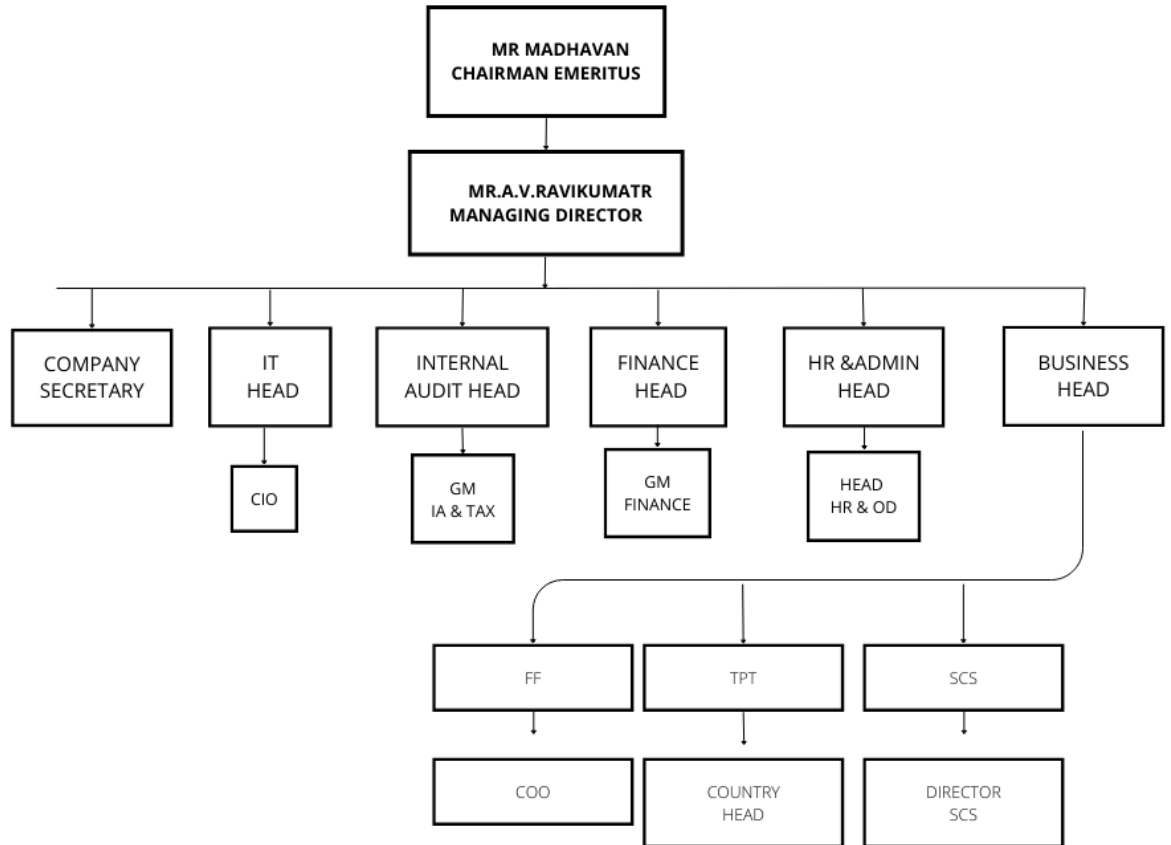 MR MADHAVAN
CHAIRMAN EMERITUS
MR.A.V.RAVIKUMATR
MANAGING DIRECTOR
COMPANY
SECRETARY
IT
HEAD
INTERNAL
AUDIT HEAD
FINANCE
HEAD
HR &ADMIN
HEAD
BUSINESS
HEAD
CIO
GM
IA & TAX
GM
FINANCE
HEAD
HR & OD
FF
TPT
SCS
COO
COUNTRY
HEAD
DIRECTOR
SCS